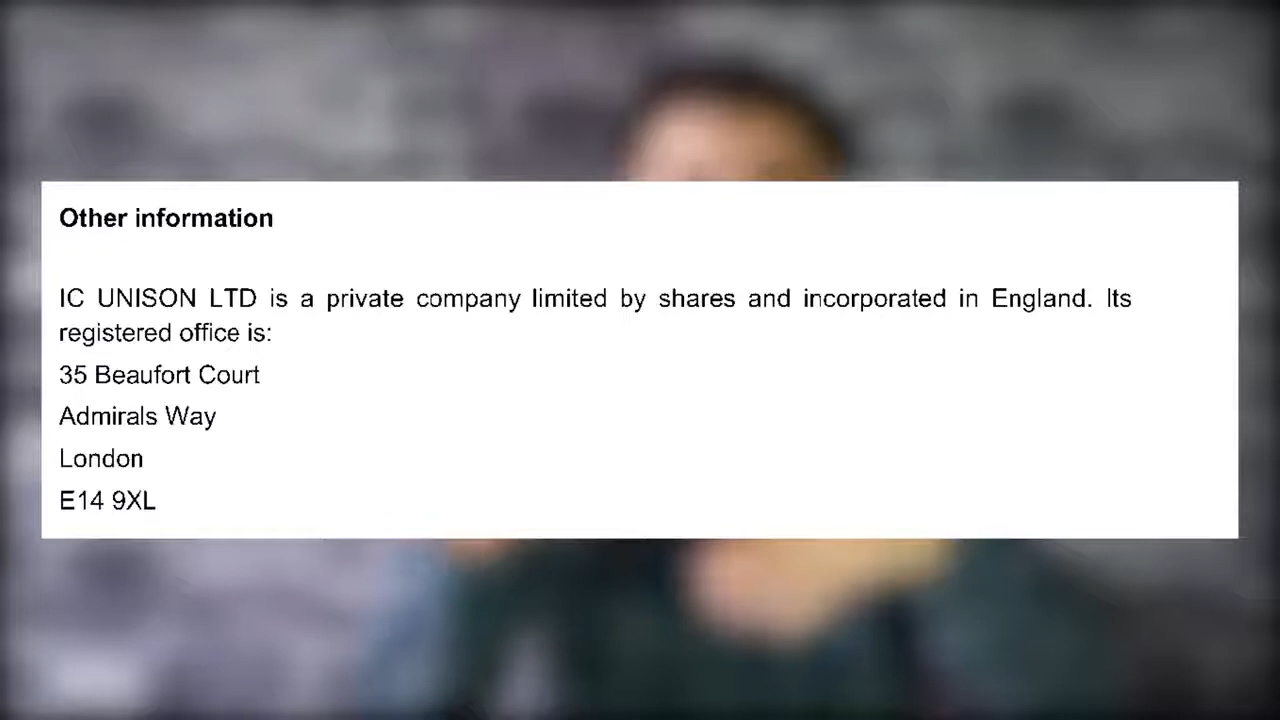 Other information
IC UNISON LTD is a private company limited by shares and incorporated in England. Its
registered office is:
35 Beaufort Court
Admirals Way
London
E14 9XL